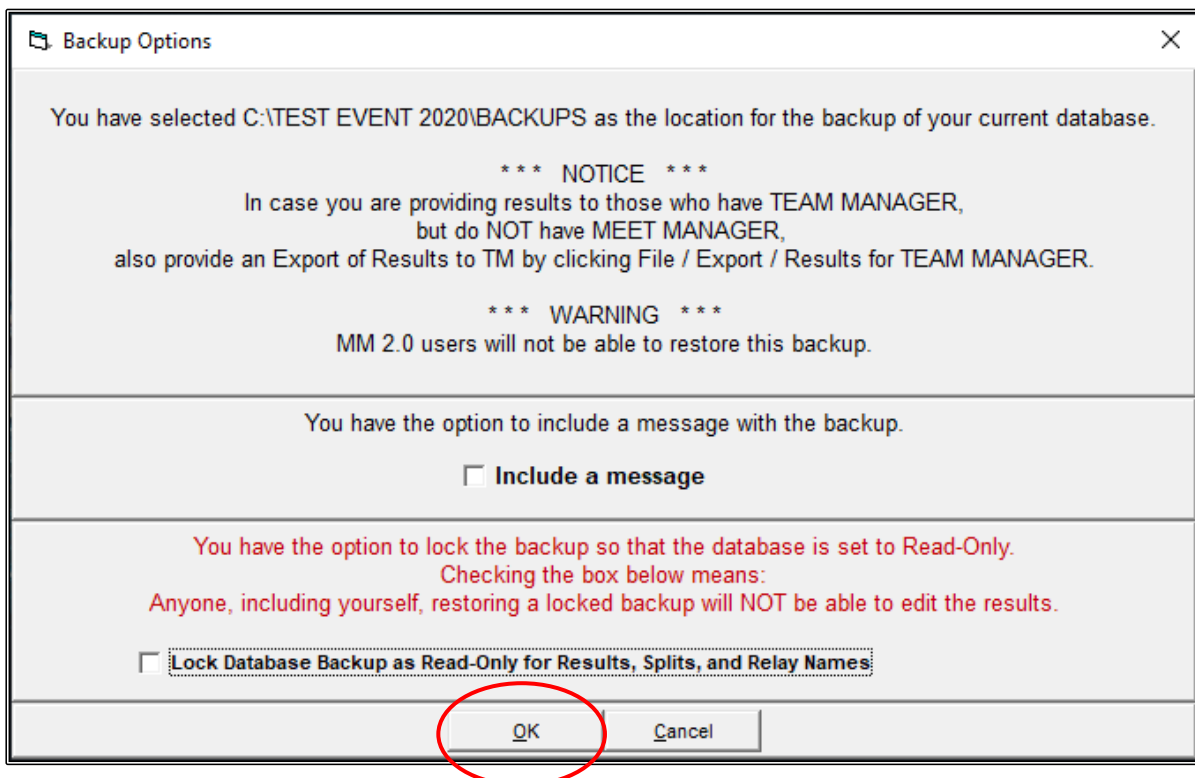 Backup Options
You have selected C:\TEST EVENT 2020\BACKUPS as the location for the backup of your current database.
* * * NOTICE * * *
In case you are providing results to those who have TEAM MANAGER,
but do NOT have MEET MANAGER,
also provide an Export of Results to TM by clicking File / Export / Results for TEAM MANAGER.
* * * WARNING * * *
MM 2.0 users will not be able to restore this backup.
You have the option to include a message with the backup.
Include a message
You have the option to lock the backup so that the database is set to Read-Only.
Checking the box below means:
Anyone, including yourself, restoring a locked backup will NOT be able to edit the results.
Lock Database Backup as Read-Only for Results, Splits, and Relay Names
OK Cancel